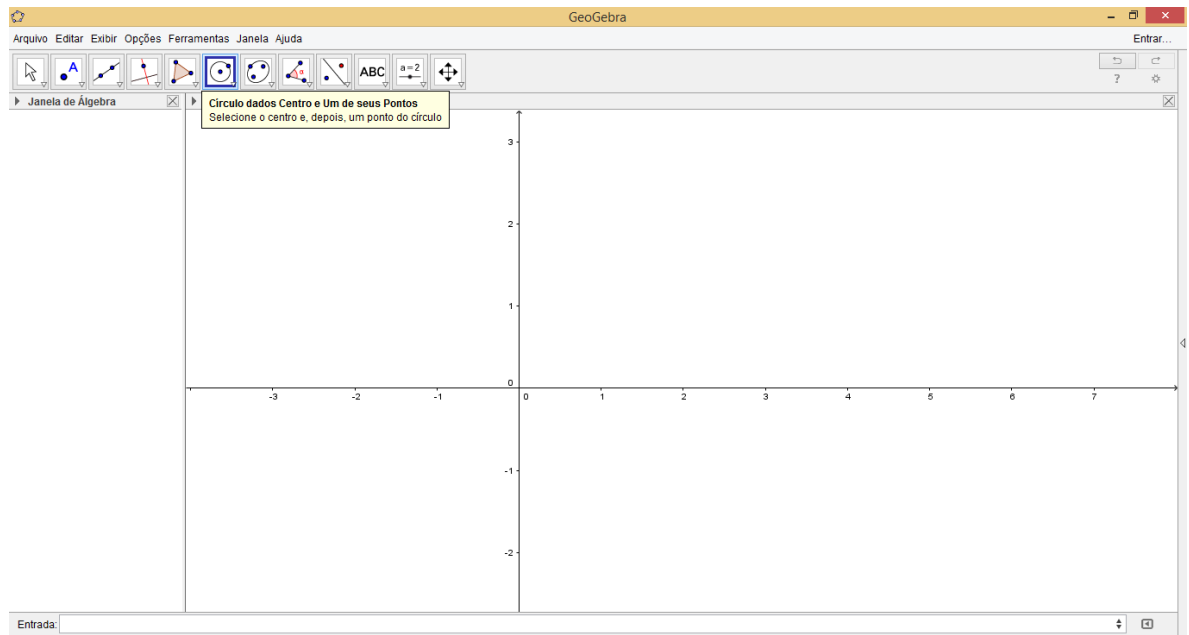 GeoGebra
Arquivo Editar Exibir Opções Ferramentas Janela Ajuda Entrar...
A α ABC a=2 ?
Janela de Álgebra
Círculo dados Centro e Um de seus Pontos
Selecione o centro e, depois, um ponto do círculo
3
2
1
0
-3 -2 -1 0 1 2 3 4 5 6 7
-1
-2
Entrada: